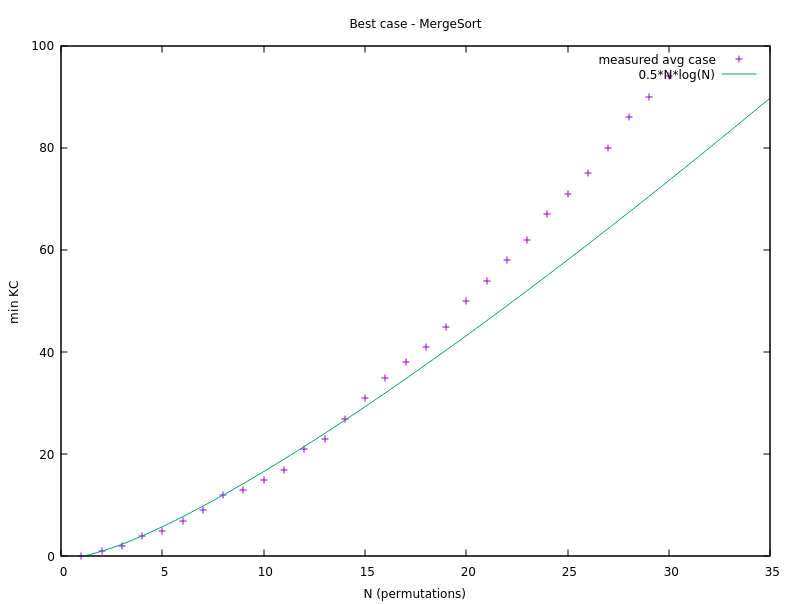 Best case - MergeSort
100
measured avg case
0.5*N*log(N)
80
60
min KC
40
20
0
0 5 10 15 20 25 30 35
N (permutations)